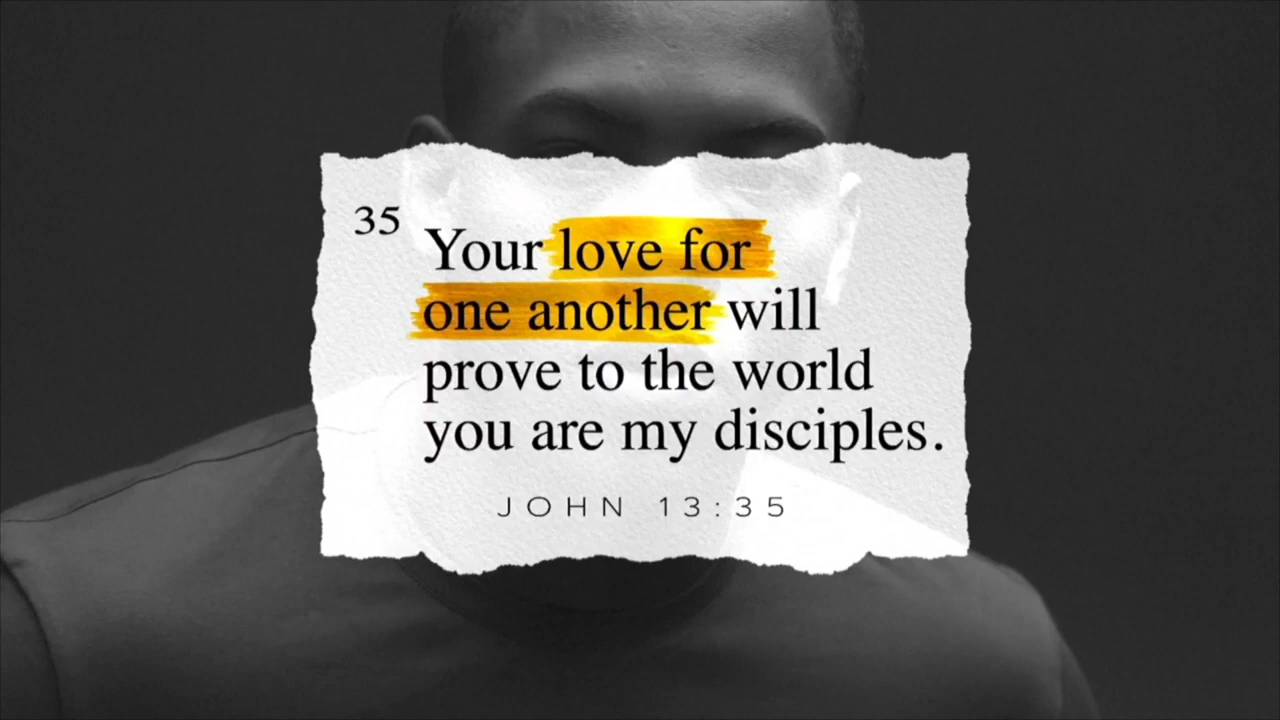 35
Your love for
one another will
prove to the world
you are my disciples.
JOHN 13:35